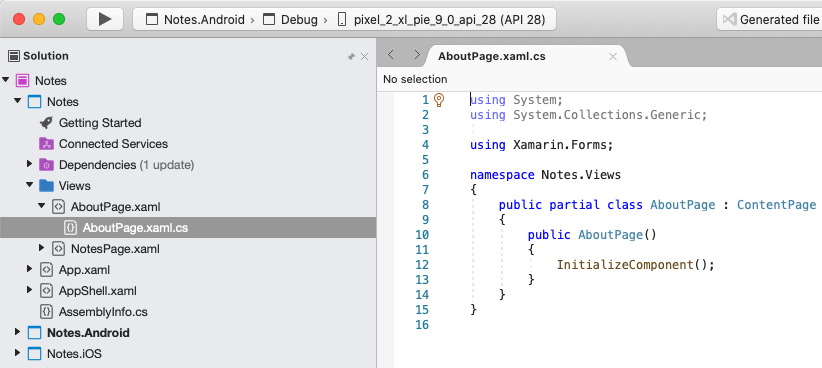 Notes.Android > Debug > pixel_2_xl_pie_9_0_api_28 (API 28)
Generated file
Solution
Notes
Notes
Getting Started
Connected Services
Dependencies (1 update)
Views
AboutPage.xaml
AboutPage.xaml.cs
NotesPage.xaml
App.xaml
AppShell.xaml
AssemblyInfo.cs
Notes.Android
Notes.iOS
AboutPage.xaml.cs
No selection
1 using System;
2 using System.Collections.Generic;
3
4 using Xamarin.Forms;
5
6 namespace Notes.Views
7 {
8 public partial class AboutPage : ContentPage
9 {
10 public AboutPage()
11 {
12 InitializeComponent();
13 }
14 }
15 }
16